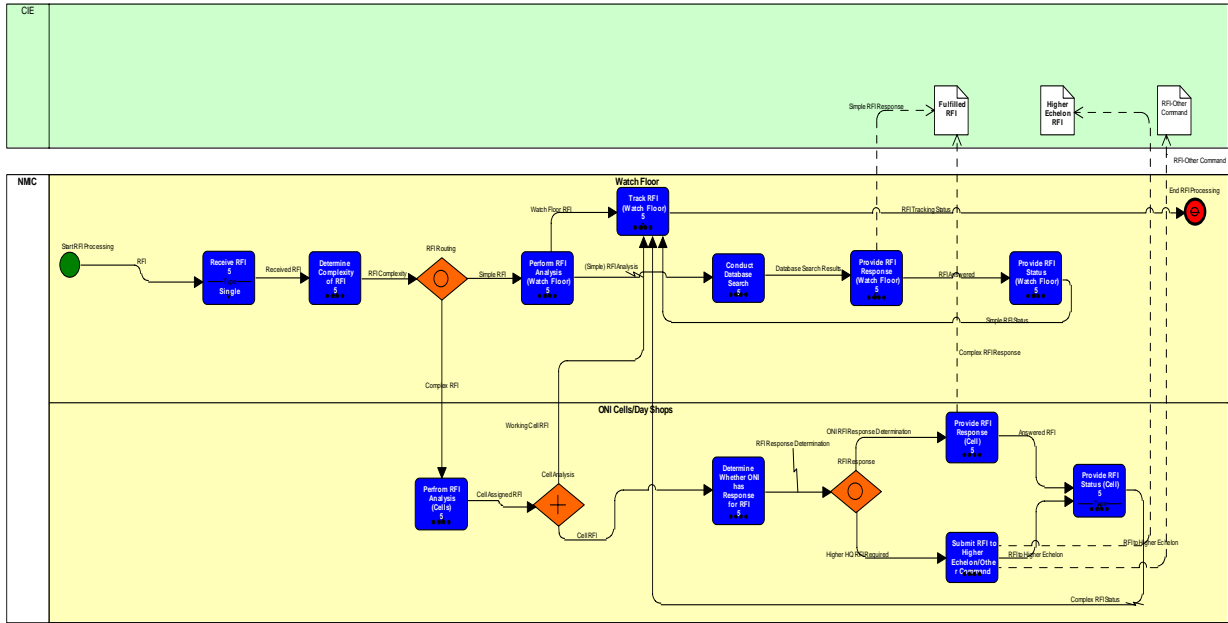 CIE
Simple RFI Response
Fulfilled
RFI
Higher
Echelon
RFI
RFI-Other
Command
RFI-Other Command
NMIC
Watch Floor
Start RFI Processing
RFI
Receive RFI
5
Single
Received RFI
Determine
Complexity
of RFI
5
RFI Complexity
RFI Routing
Simple RFI
Perform RFI
Analysis
(Watch Floor)
5
Watch Floor RFI
Track RFI
(Watch Floor)
5
RFI Tracking Status
End RFI Processing
(Simple) RFI Analysis
Conduct
Database
Search
5
Database Search Results
Provide RFI
Response
(Watch Floor)
5
RFI Answered
Provide RFI
Status
(Watch Floor)
5
Simple RFI Status
Complex RFI Response
Complex RFI
ONI Cells/Day Shops
Perfrom RFI
Analysis
(Cells)
5
Cell Assigned RFI
Working Cell RFI
Cell Analysis
Cell RFI
Determine
Whether ONI
has
Response
for RFI
5
RFI Response Determination
RFI Response
ONI RFI Response Determination
Provide RFI
Response
(Cell)
5
Answered RFI
Provide RFI
Status (Cell)
5
Higher HQ RFI Required
Submit RFI to
Higher
Echelon/Othe
r Command
RFI to Higher Echelon
RFI to Higher Echelon
Complex RFI Status